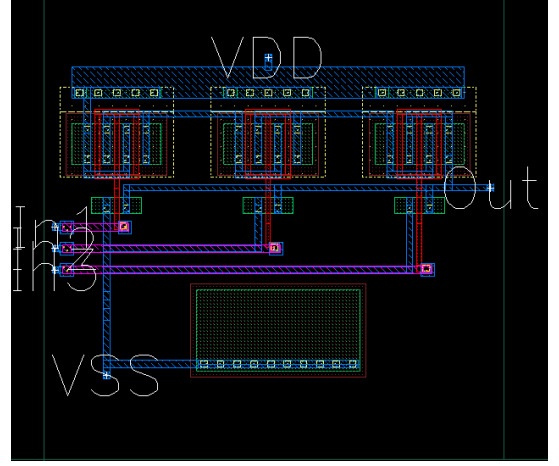 VDD
Out
In1
In2
In3
VSS